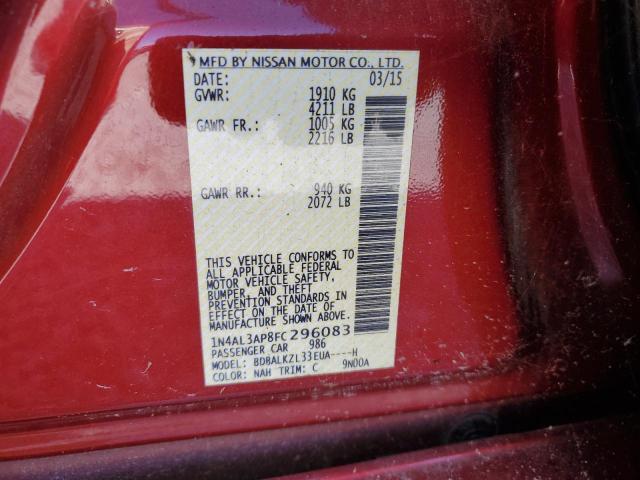 MFD BY NISSAN MOTOR CO., LTD.
DATE: 03/15
GVWR: 1910 KG
4211 LB
GAWR FR.: 1005 KG
2216 LB
GAWR RR.: 940 KG
2072 LB
THIS VEHICLE CONFORMS TO
ALL APPLICABLE FEDERAL
MOTOR VEHICLE SAFETY,
BUMPER, AND THEFT
PREVENTION STANDARDS IN
EFFECT ON THE DATE OF
MANUFACTURE SHOWN ABOVE.
1N4AL3AP8FC296083
PASSENGER CAR 986
MODEL: BDBALKZL33EUA----H
COLOR: NAH TRIM: C 9N00A